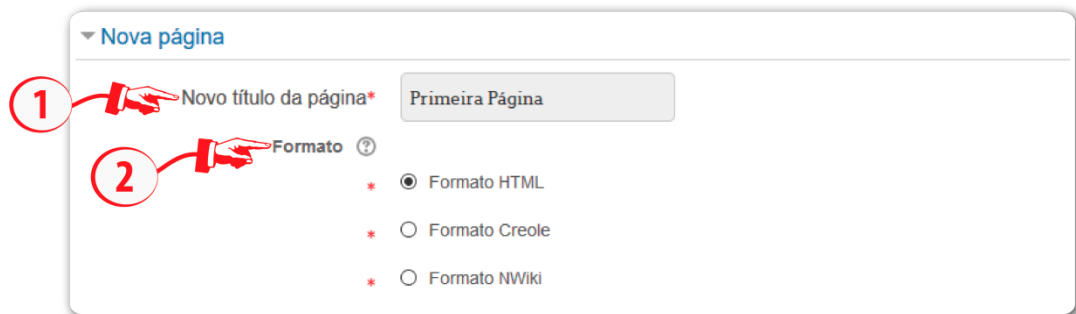 Nova página
1 Novo título da página* Primeira Página
2 Formato ?
* Formato HTML
* Formato Creole
* Formato NWiki